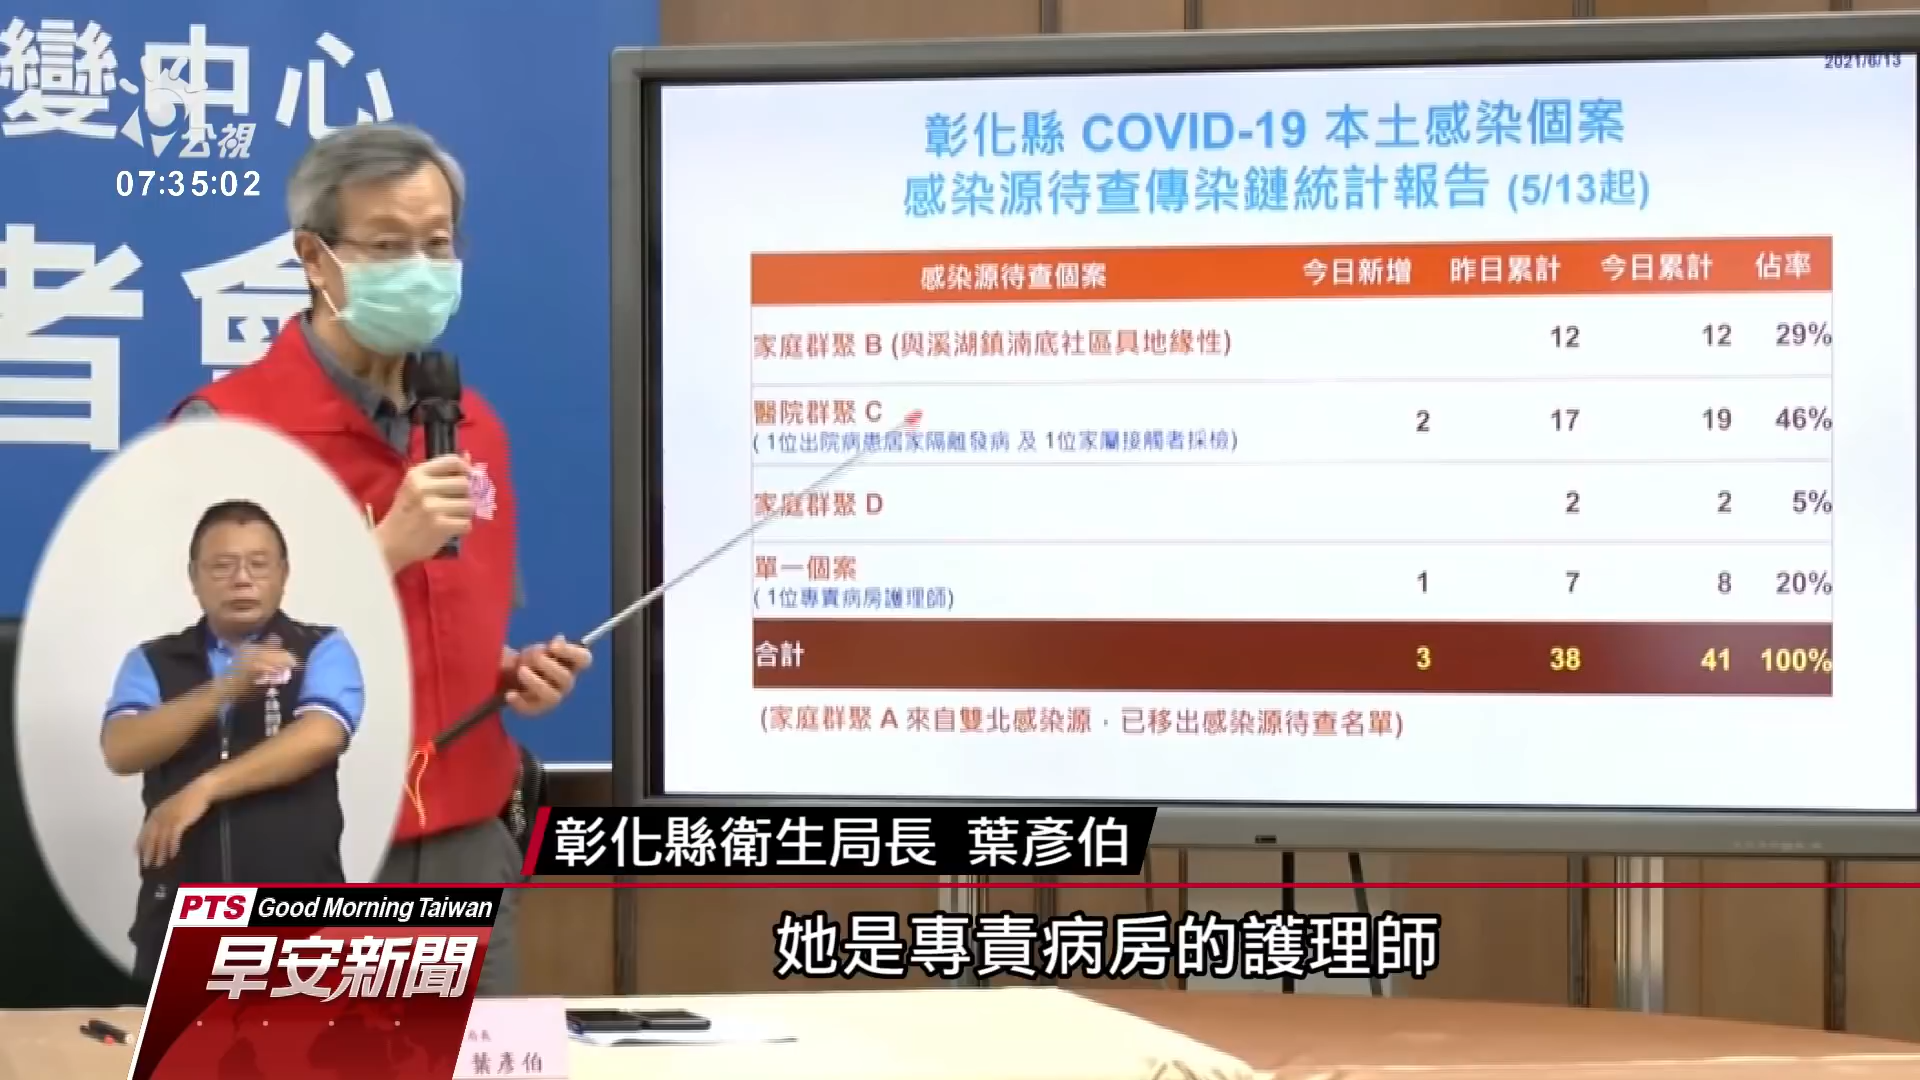 變中心
公視
07:35:02
者會
2021/6/13
彰化縣 COVID-19 本土感染個案
感染源待查傳染鏈統計報告 (5/13起)
感染源待查個案 今日新增 昨日累計 今日累計 佔率
家庭群聚 B (與溪湖鎮湳底社區具地緣性) 12 12 29%
醫院群聚 C 2 17 19 46%
( 1位出院病患居家隔離發病 及 1位家屬接觸者採檢)
家庭群聚 D 2 2 5%
單一個案 1 7 8 20%
( 1位專責病房護理師)
合計 3 38 41 100%
(家庭群聚 A 來自雙北感染源，已移出感染源待查名單)
彰化縣衛生局長 葉彥伯
PTS Good Morning Taiwan
早安新聞
她是專責病房的護理師
局長
葉彥伯